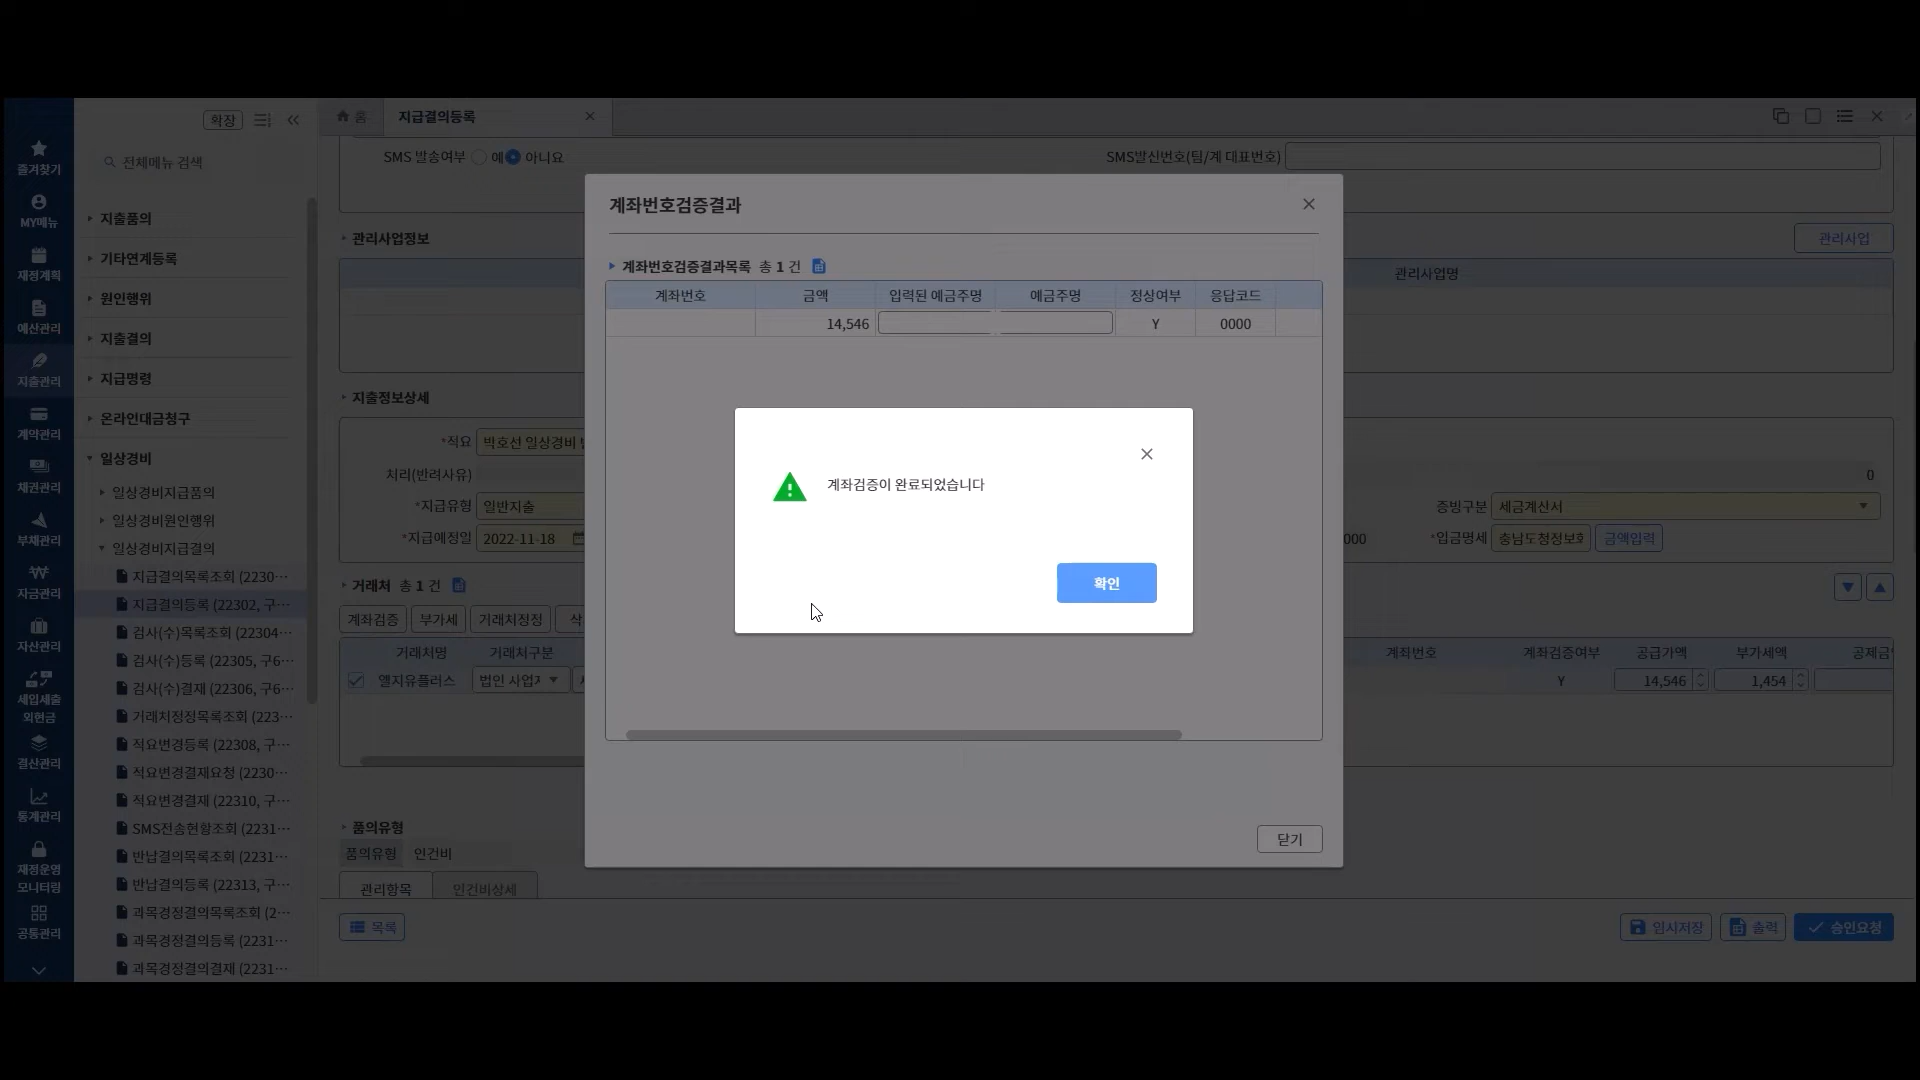 즐겨찾기
MY메뉴
재정계획
예산관리
지출관리
계약관리
채권관리
부채관리
자금관리
자산관리
세입세출
외현금
결산관리
통계관리
재정운영
모니터링
공통관리
확장
전체메뉴 검색
지출품의
기타연계등록
원인행위
지출결의
지급명령
온라인대금청구
일상경비
일상경비지급품의
일상경비원인행위
일상경비지급결의
지급결의목록조회 (2230…
지급결의등록 (22302, 구…
검사(수)목록조회 (22304…
검사(수)등록 (22305, 구6…
검사(수)결재 (22306, 구6…
거래처정정목록조회 (223…
적요변경등록 (22308, 구…
적요변경결재요청 (2230…
적요변경결재 (22310, 구…
SMS전송현황조회 (2231…
반납결의목록조회 (2231…
반납결의등록 (22313, 구…
과목경정결의목록조회 (2…
과목경정결의등록 (2231…
과목경정결의결재 (2231…
홈 지급결의등록
SMS 발송여부 예 아니요 SMS발신번호(팀/계 대표번호)
관리사업정보 관리사업
관리사업명
지출정보상세
*적요 박호선 일상경비
처리(반려사유) 0
*지급유형 일반지출 증빙구분 세금계산서
*지급예정일 2022-11-18 000 *입금명세 충남도청정보 금액입력
거래처 총 1 건
계좌검증 부가세 거래처정정 삭
거래처명 거래처구분 계좌번호 계좌검증여부 공급가액 부가세액 공제금
엘지유플러스 법인 사업 Y 14,546 1,454
품의유형
품의유형 인건비
관리항목 인건비상세
목록 임시저장 출력 승인요청
계좌번호검증결과
계좌번호검증결과목록 총 1 건
계좌번호 금액 입력된 예금주명 예금주명 정상여부 응답코드
14,546 Y 0000
닫기
계좌검증이 완료되었습니다
확인